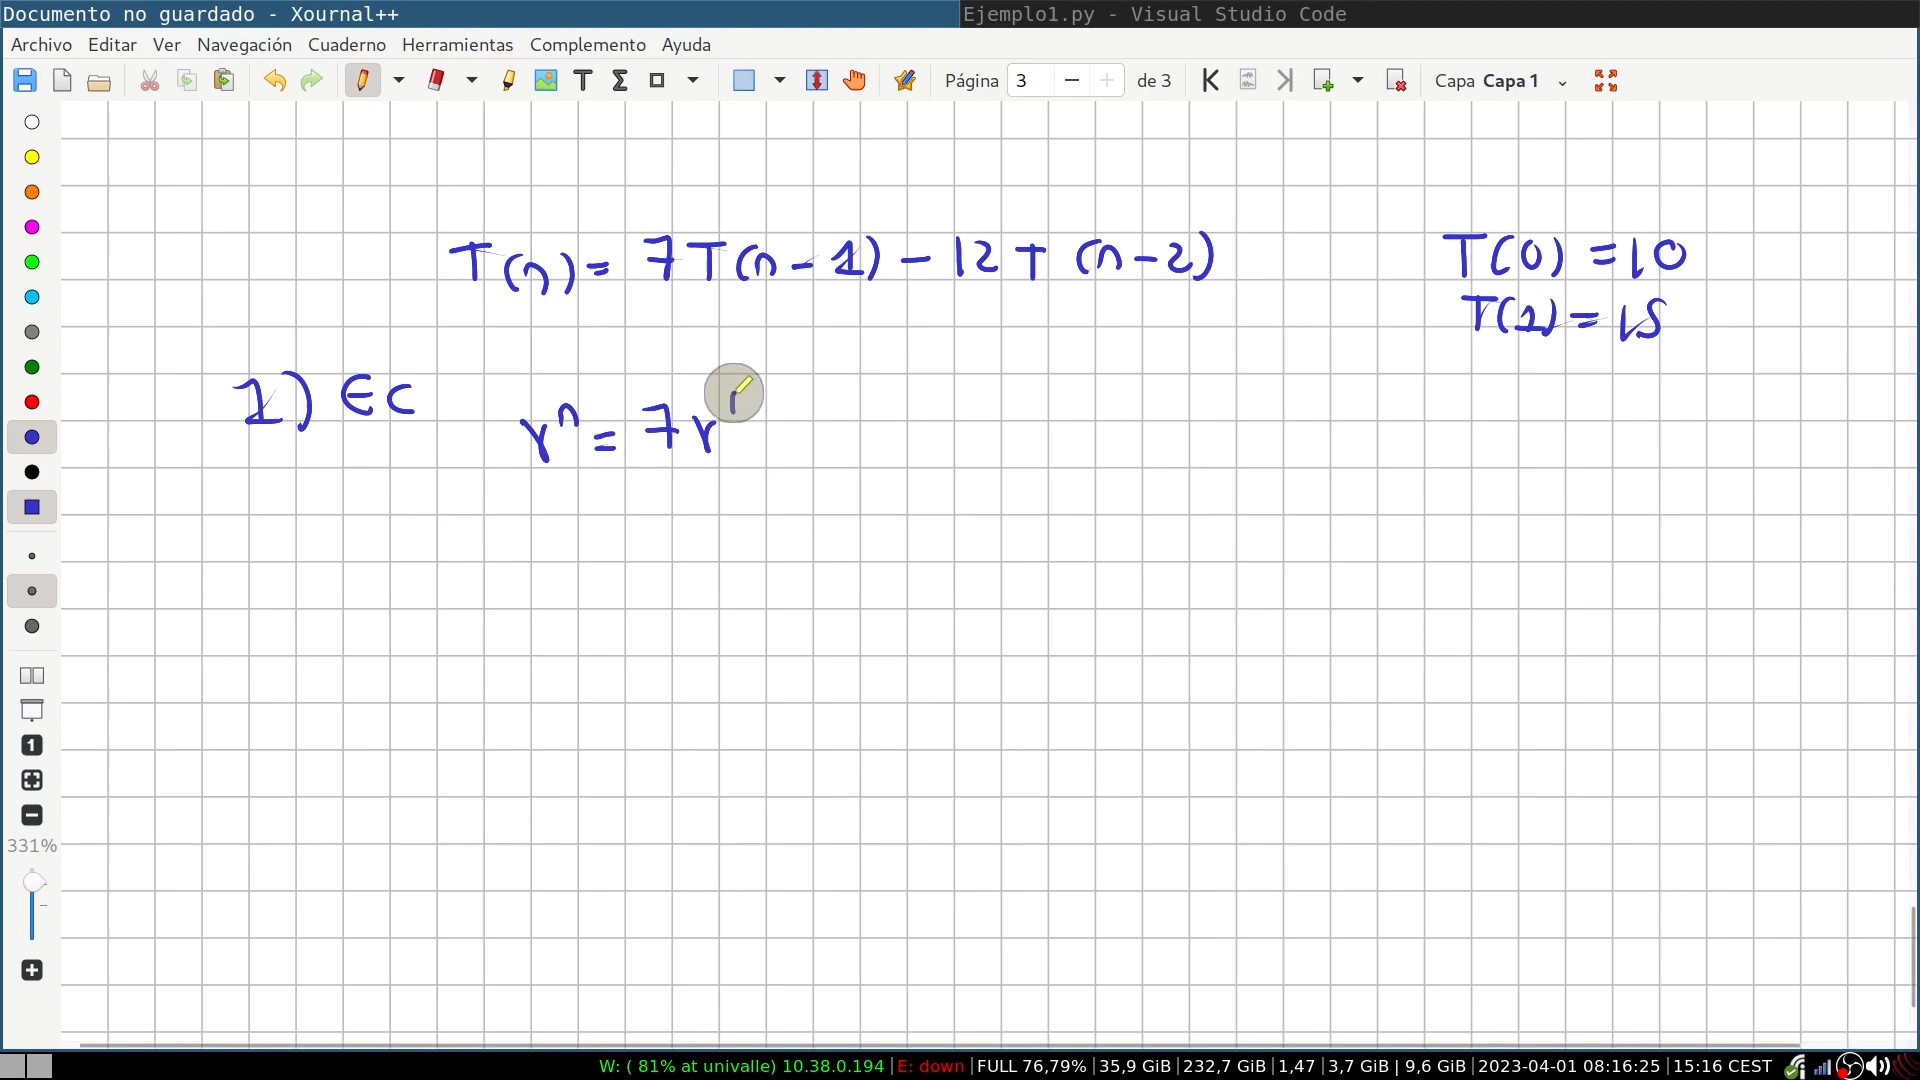 Documento no guardado - Xournal++ Ejemplo1.py - Visual Studio Code
Archivo Editar Ver Navegación Cuaderno Herramientas Complemento Ayuda
Página 3 de 3 Capa Capa 1
T(n) = 7T(n-1) - 12T(n-2) T(0) = 10
T(1) = 15
1) EC
r^n = 7r
331%
W: ( 81% at univalle) 10.38.0.194 |E: down |FULL 76,79% |35,9 GiB |232,7 GiB |1,47 |3,7 GiB | 9,6 GiB |2023-04-01 08:16:25 |15:16 CEST